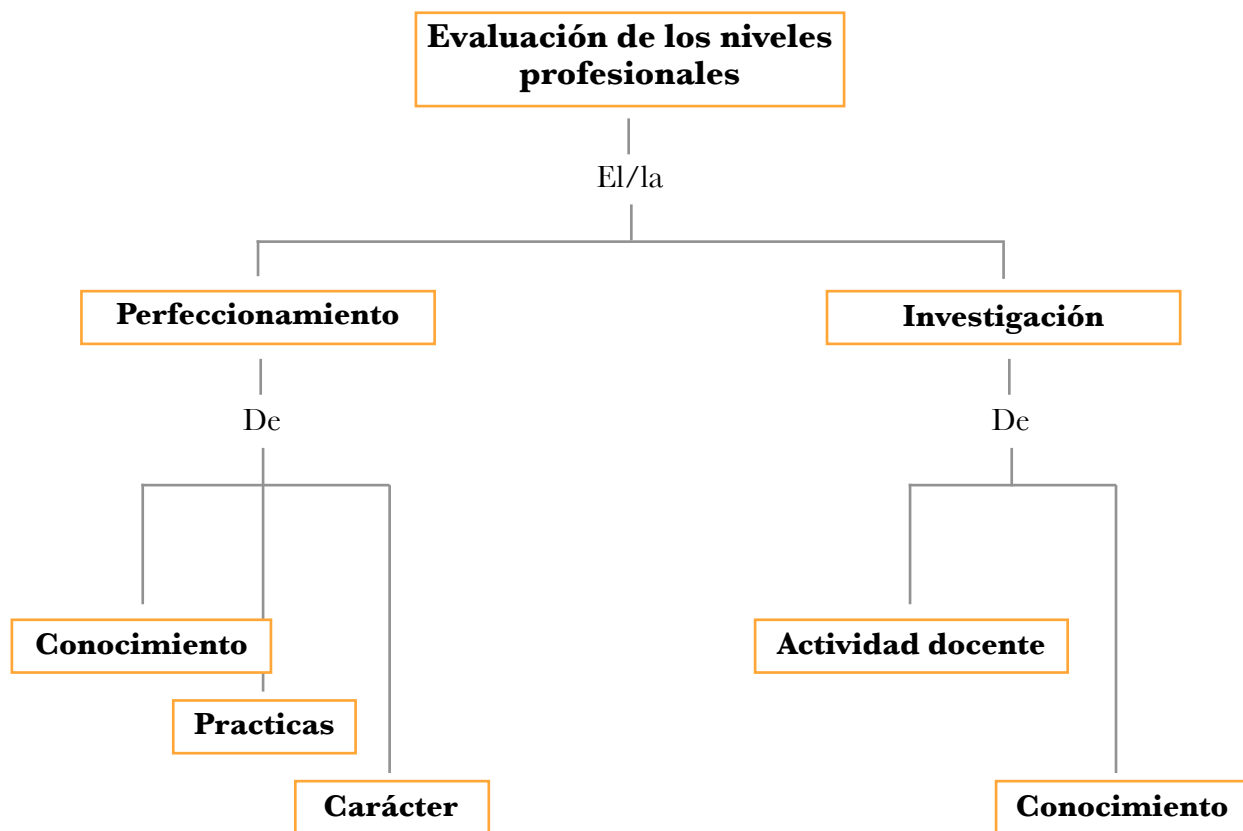 Evaluación de los niveles
profesionales
El/la
Perfeccionamiento
Investigación
De
De
Conocimiento
Actividad docente
Practicas
Carácter
Conocimiento